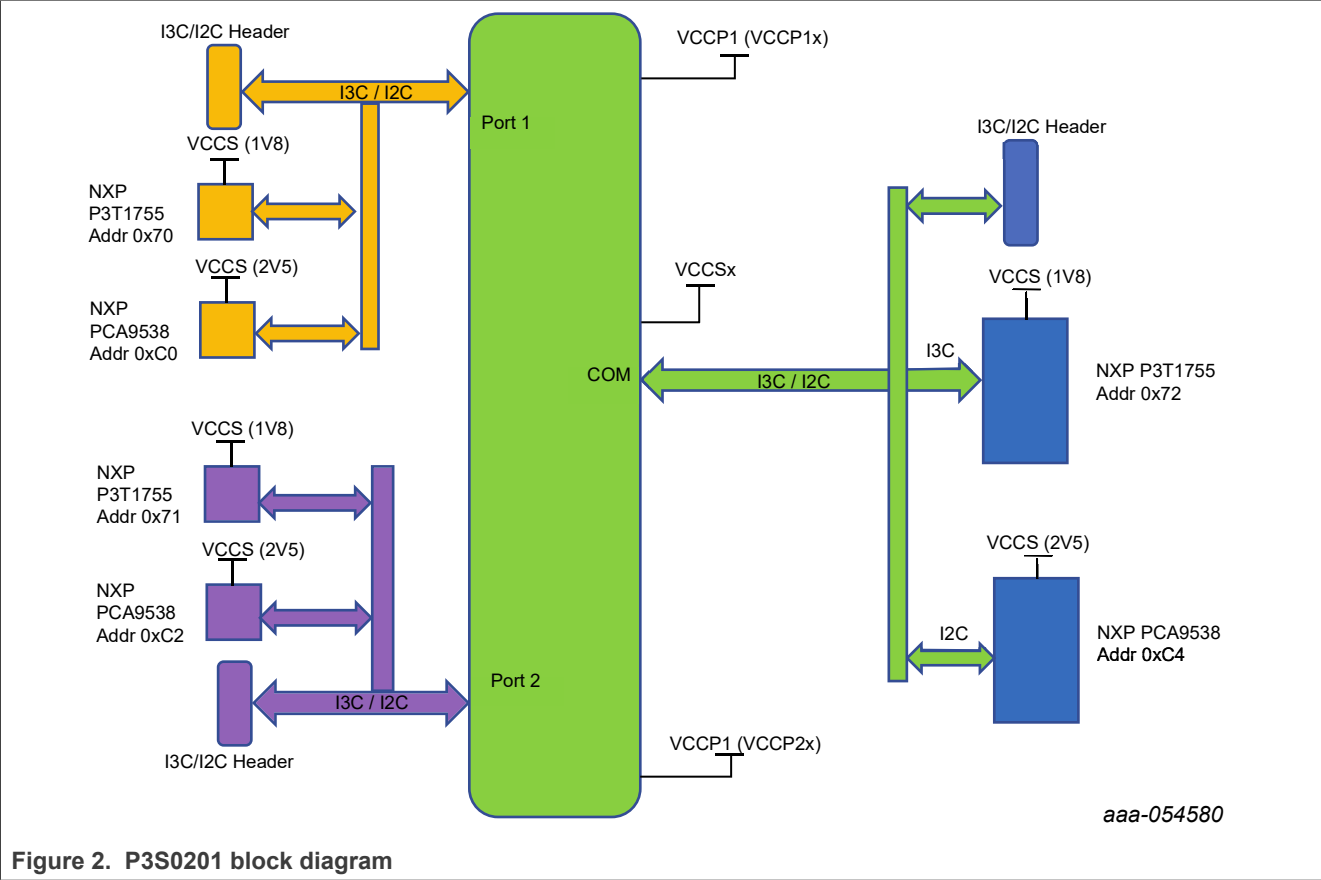 I3C/I2C Header
I3C / I2C
VCCS (1V8)
NXP
P3T1755
Addr 0x70
VCCS (2V5)
NXP
PCA9538
Addr 0xC0
VCCS (1V8)
NXP
P3T1755
Addr 0x71
VCCS (2V5)
NXP
PCA9538
Addr 0xC2
I3C / I2C
I3C/I2C Header
Port 1
COM
Port 2
VCCP1 (VCCP1x)
VCCSx
I3C / I2C
VCCP1 (VCCP2x)
I3C/I2C Header
VCCS (1V8)
I3C
NXP P3T1755
Addr 0x72
VCCS (2V5)
I2C
NXP PCA9538
Addr 0xC4
aaa-054580
Figure 2. P3S0201 block diagram